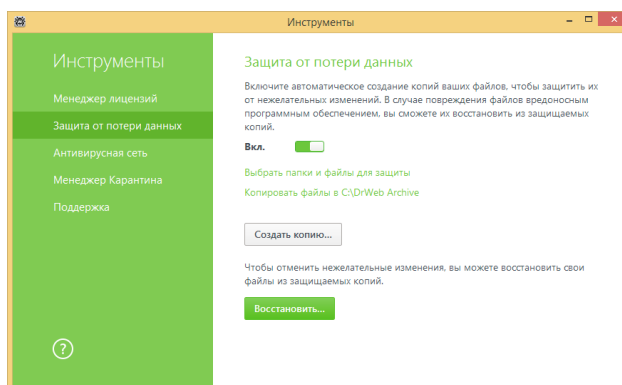 Инструменты
Инструменты
Менеджер лицензий
Защита от потери данных
Антивирусная сеть
Менеджер Карантина
Поддержка
?
Защита от потери данных
Включите автоматическое создание копий ваших файлов, чтобы защитить их
от нежелательных изменений. В случае повреждения файлов вредоносным
программным обеспечением, вы сможете их восстановить из защищаемых
копий.
Вкл.
Выбрать папки и файлы для защиты
Копировать файлы в C:\DrWeb Archive
Создать копию...
Чтобы отменить нежелательные изменения, вы можете восстановить свои
файлы из защищаемых копий.
Восстановить...